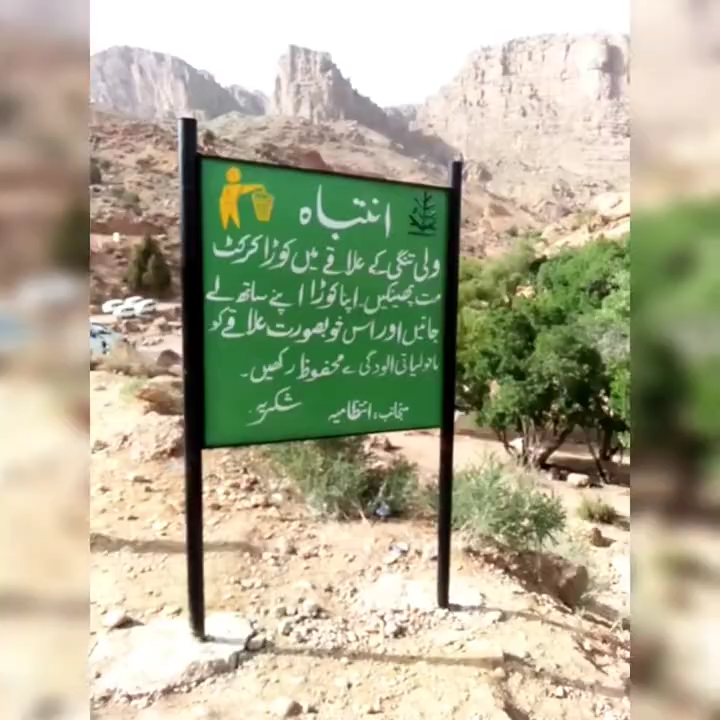 انتباہ
ولی تنگی کے علاقے میں کوڑا کرکٹ
مت پھینکیں۔ اپنا کوڑا اپنے ساتھ لے
جائیں اور اس خوبصورت علاقے کو
ماحولیاتی الودگی سے محفوظ رکھیں۔
منجانب، انتظامیہ شکریہ